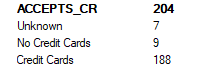 ACCEPTS_CR 204
Unknown 7
No Credit Cards 9
Credit Cards 188